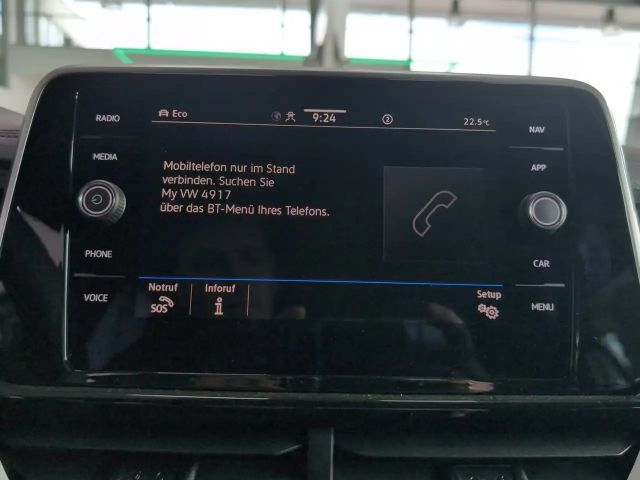 RADIO
MEDIA
PHONE
VOICE
Eco 9:24 2 22.5°C
Mobiltelefon nur im Stand
verbinden. Suchen Sie
My VW 4917
über das BT-Menü Ihres Telefons.
Notruf Inforuf Setup
SOS
NAV
APP
CAR
MENU